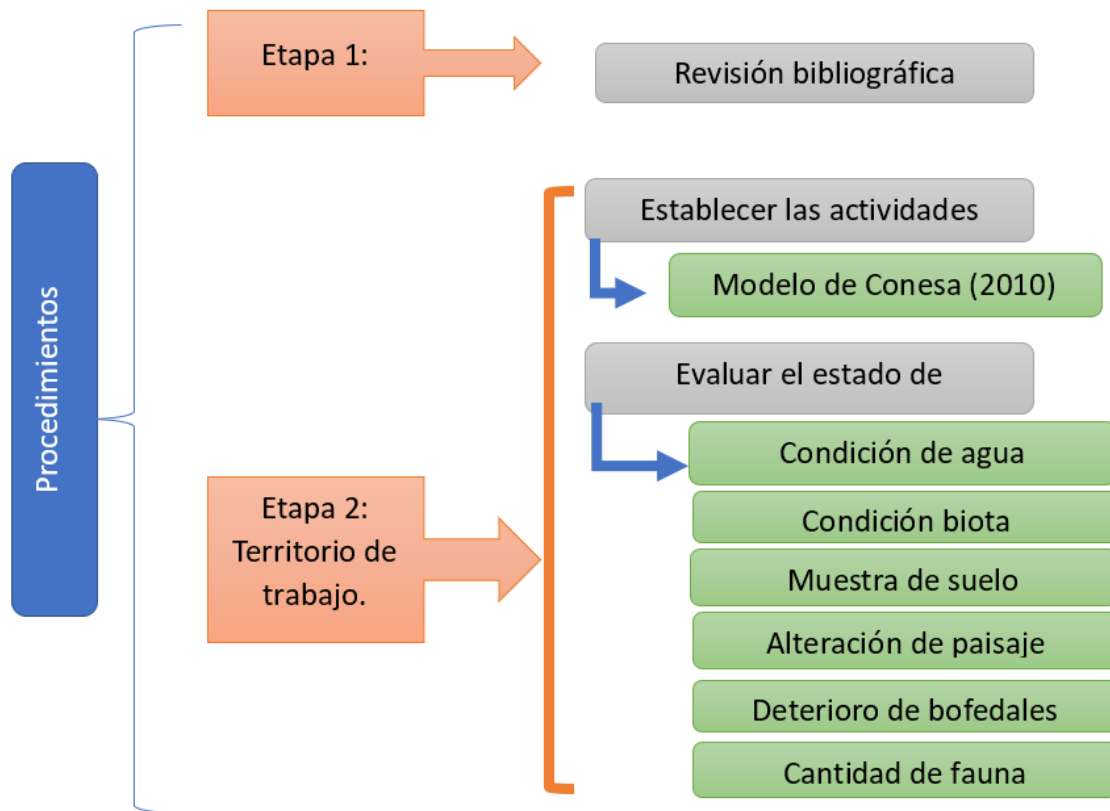 Procedimientos
Etapa 1:
Revisión bibliográfica
Etapa 2:
Territorio de
trabajo.
Establecer las actividades
Modelo de Conesa (2010)
Evaluar el estado de
Condición de agua
Condición biota
Muestra de suelo
Alteración de paisaje
Deterioro de bofedales
Cantidad de fauna